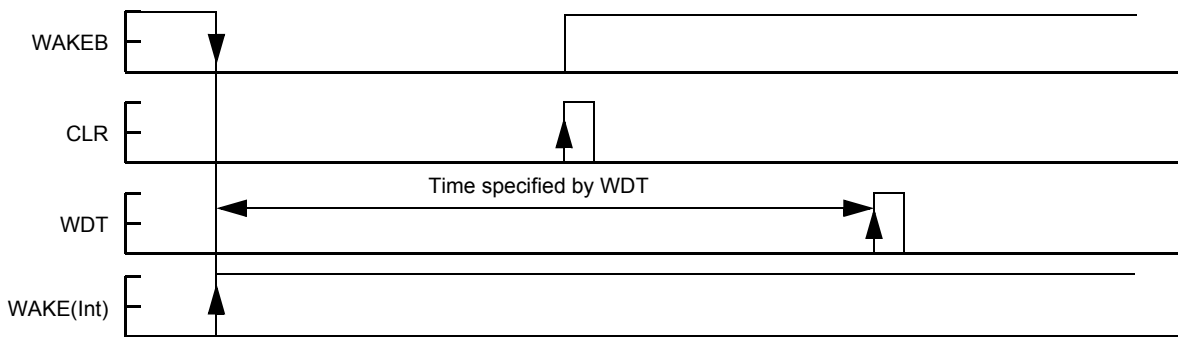 WAKEB
CLR
Time specified by WDT
WDT
WAKE(Int)